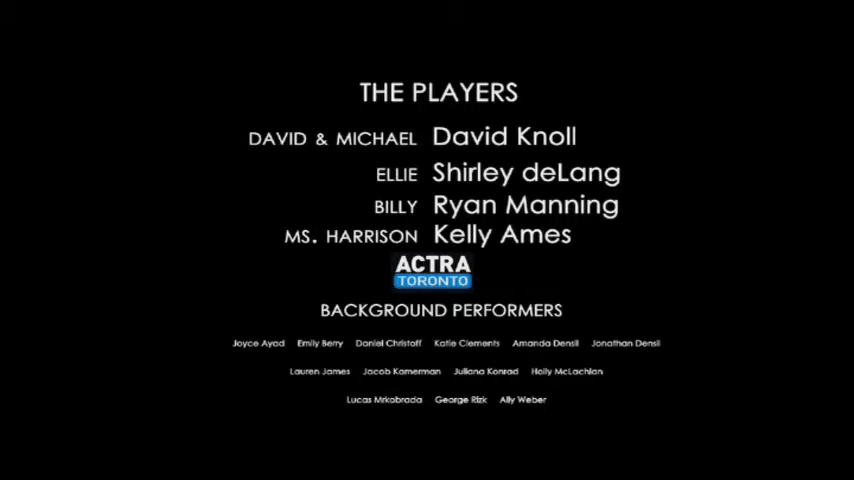 THE PLAYERS
DAVID & MICHAEL David Knoll
ELLIE Shirley deLang
BILLY Ryan Manning
MS. HARRISON Kelly Ames
ACTRA
TORONTO
BACKGROUND PERFORMERS
Joyce Ayad Emily Berry Daniel Christoff Katie Clements Amanda Densil Jonathan Densil
Lauren James Jacob Kamerman Juliana Konrad Holly McLachlan
Lucas Mrkobrada George Rizk Ally Weber